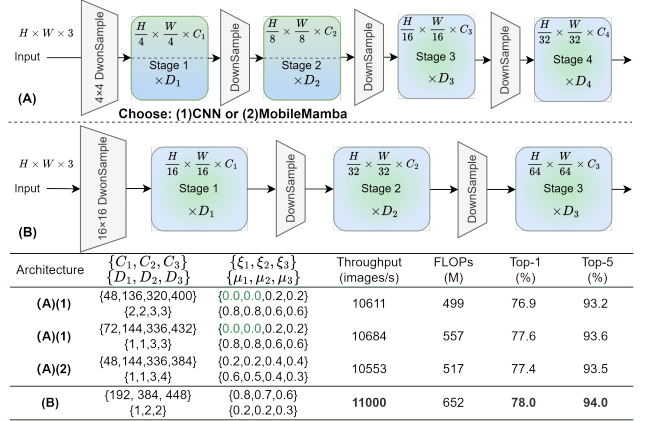 H × W × 3
Input
4×4 DwonSample
H/4 × W/4 × C₁
Stage 1
×D₁
DownSample
H/8 × W/8 × C₂
Stage 2
×D₂
DownSample
H/16 × W/16 × C₃
Stage 3
×D₃
DownSample
H/32 × W/32 × C₄
Stage 4
×D₄
(A)
Choose: (1)CNN or (2)MobileMamba
H × W × 3
Input
16×16 DwonSample
H/16 × W/16 × C₁
Stage 1
×D₁
DownSample
H/32 × W/32 × C₂
Stage 2
×D₂
DownSample
H/64 × W/64 × C₃
Stage 3
×D₃
(B)
Architecture {C₁, C₂, C₃} {ξ₁, ξ₂, ξ₃} Throughput FLOPs Top-1 Top-5
{D₁, D₂, D₃} {μ₁, μ₂, μ₃} (images/s) (M) (%) (%)
(A)(1) {48,136,320,400} {0.0,0.0,0.2,0.2} 10611 499 76.9 93.2
{2,2,3,3} {0.8,0.8,0.6,0.6}
(A)(1) {72,144,336,432} {0.0,0.0,0.2,0.2} 10684 557 77.6 93.6
{1,1,3,3} {0.8,0.8,0.6,0.6}
(A)(2) {48,144,336,384} {0.2,0.2,0.4,0.4} 10553 517 77.4 93.5
{1,1,3,4} {0.6,0.5,0.4,0.3}
(B) {192, 384, 448} {0.8,0.7,0.6} 11000 652 78.0 94.0
{1,2,2} {0.2,0.2,0.3}